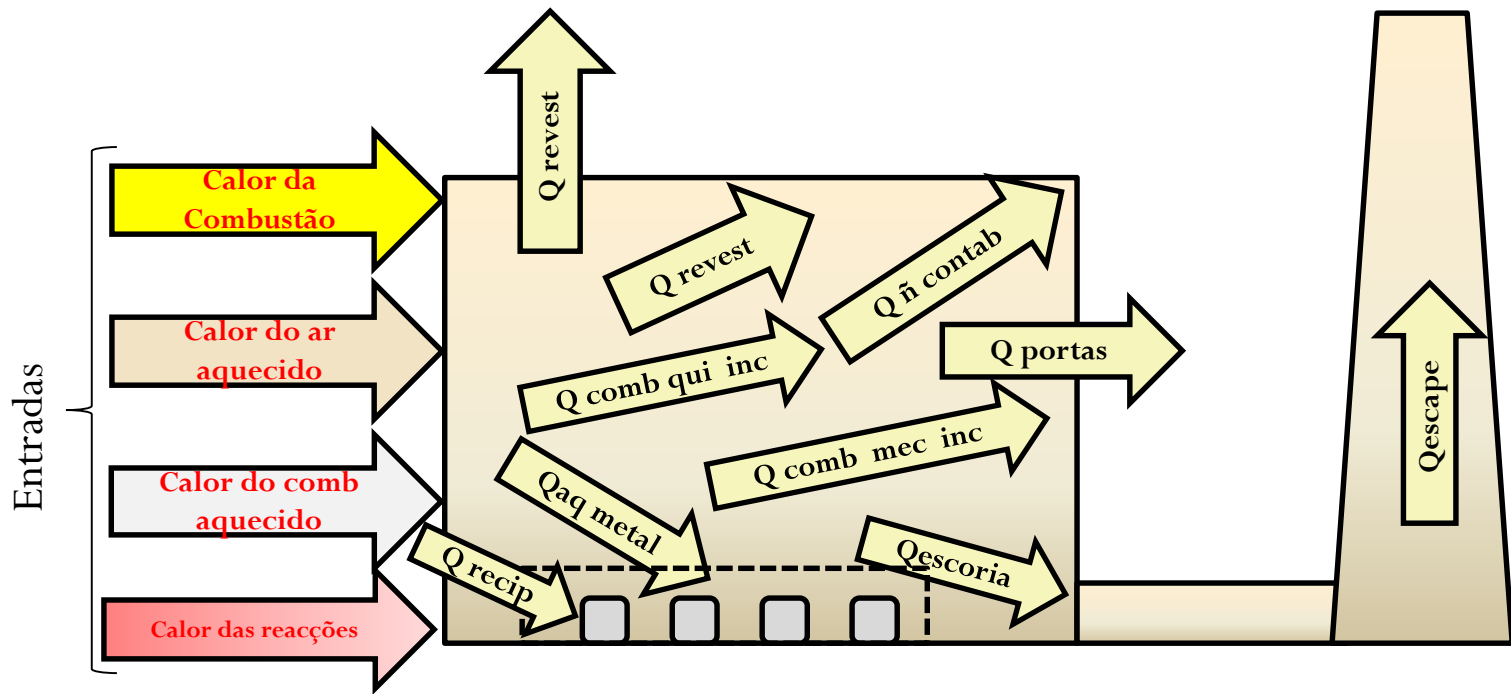 Entradas
Calor da
Combustão
Calor do ar
aquecido
Calor do comb
aquecido
Calor das reacções
Q revest
Q revest
Q ñ contab
Q portas
Q comb qui inc
Q comb mec inc
Qaq metal
Q recip
Qescoria
Qescape